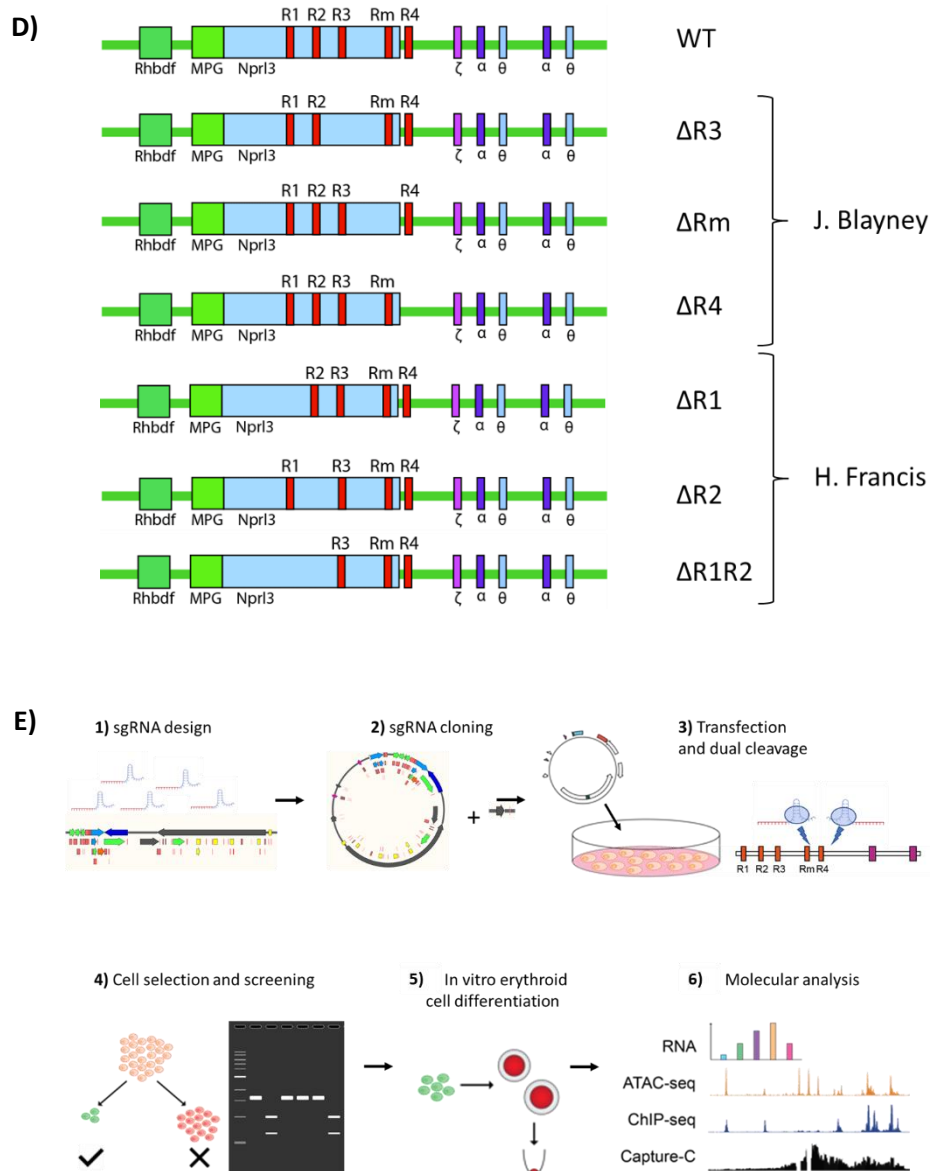 D)
R1 R2 R3 Rm R4
Rhbdf MPG Nprl3 ζ α θ α θ
WT
R1 R2 Rm R4
Rhbdf MPG Nprl3 ζ α θ α θ
ΔR3
R1 R2 R3 R4
Rhbdf MPG Nprl3 ζ α θ α θ
ΔRm
J. Blayney
R1 R2 R3 Rm
Rhbdf MPG Nprl3 ζ α θ α θ
ΔR4
R2 R3 Rm R4
Rhbdf MPG Nprl3 ζ α θ α θ
ΔR1
R1 R3 Rm R4
Rhbdf MPG Nprl3 ζ α θ α θ
ΔR2
H. Francis
R3 Rm R4
Rhbdf MPG Nprl3 ζ α θ α θ
ΔR1R2
E)
1) sgRNA design
2) sgRNA cloning
+
3) Transfection
and dual cleavage
R1 R2 R3 Rm R4
4) Cell selection and screening
5) In vitro erythroid
cell differentiation
6) Molecular analysis
RNA
ATAC-seq
ChIP-seq
Capture-C